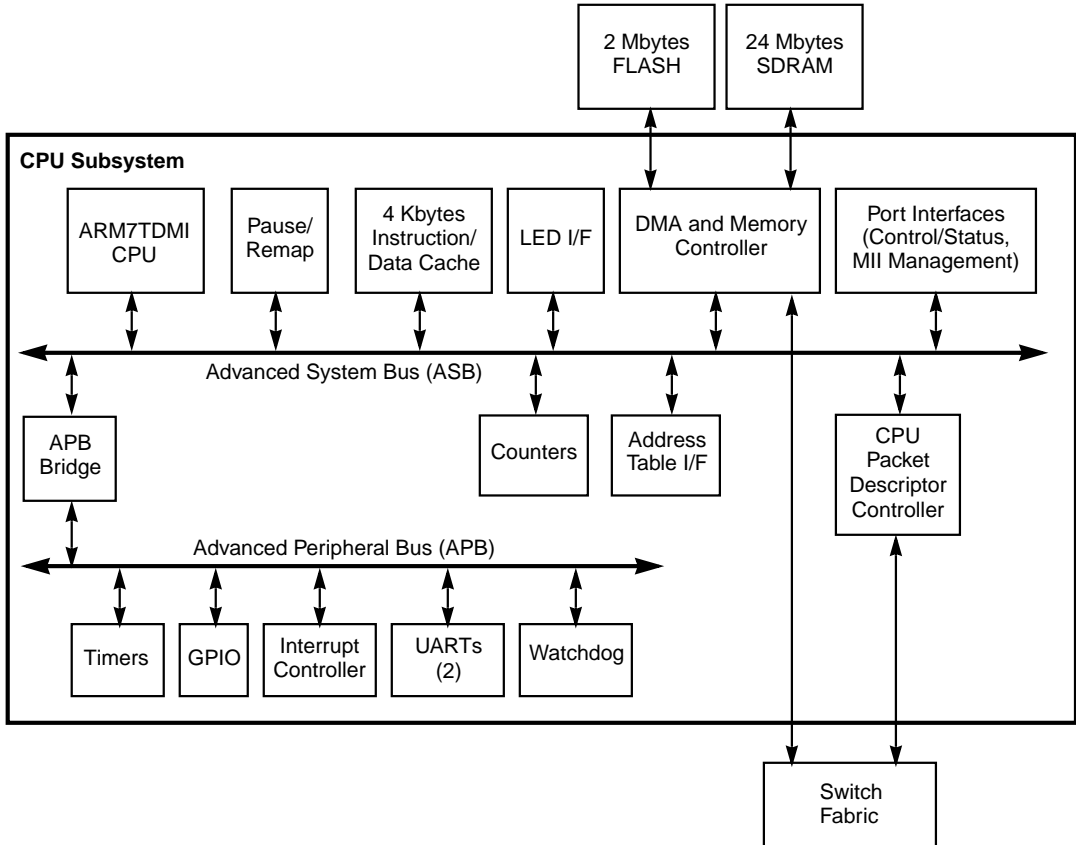 2 Mbytes
FLASH
24 Mbytes
SDRAM
CPU Subsystem
ARM7TDMI
CPU
Pause/
Remap
4 Kbytes
Instruction/
Data Cache
LED I/F
DMA and Memory
Controller
Port Interfaces
(Control/Status,
MII Management)
Advanced System Bus (ASB)
APB
Bridge
Counters
Address
Table I/F
CPU
Packet
Descriptor
Controller
Advanced Peripheral Bus (APB)
Timers
GPIO
Interrupt
Controller
UARTs
(2)
Watchdog
Switch
Fabric